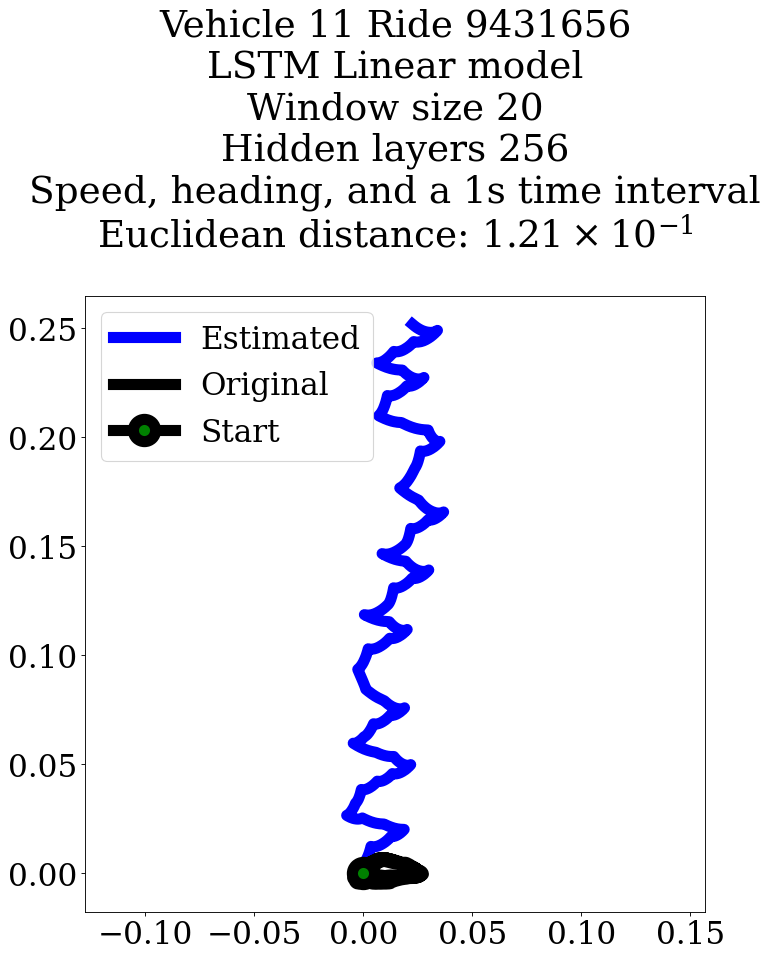 Vehicle 11 Ride 9431656
LSTM Linear model
Window size 20
Hidden layers 256
Speed, heading, and a 1s time interval
Euclidean distance: 1.21 × 10⁻¹
Estimated
Original
Start
0.25
0.20
0.15
0.10
0.05
0.00
−0.10 −0.05 0.00 0.05 0.10 0.15